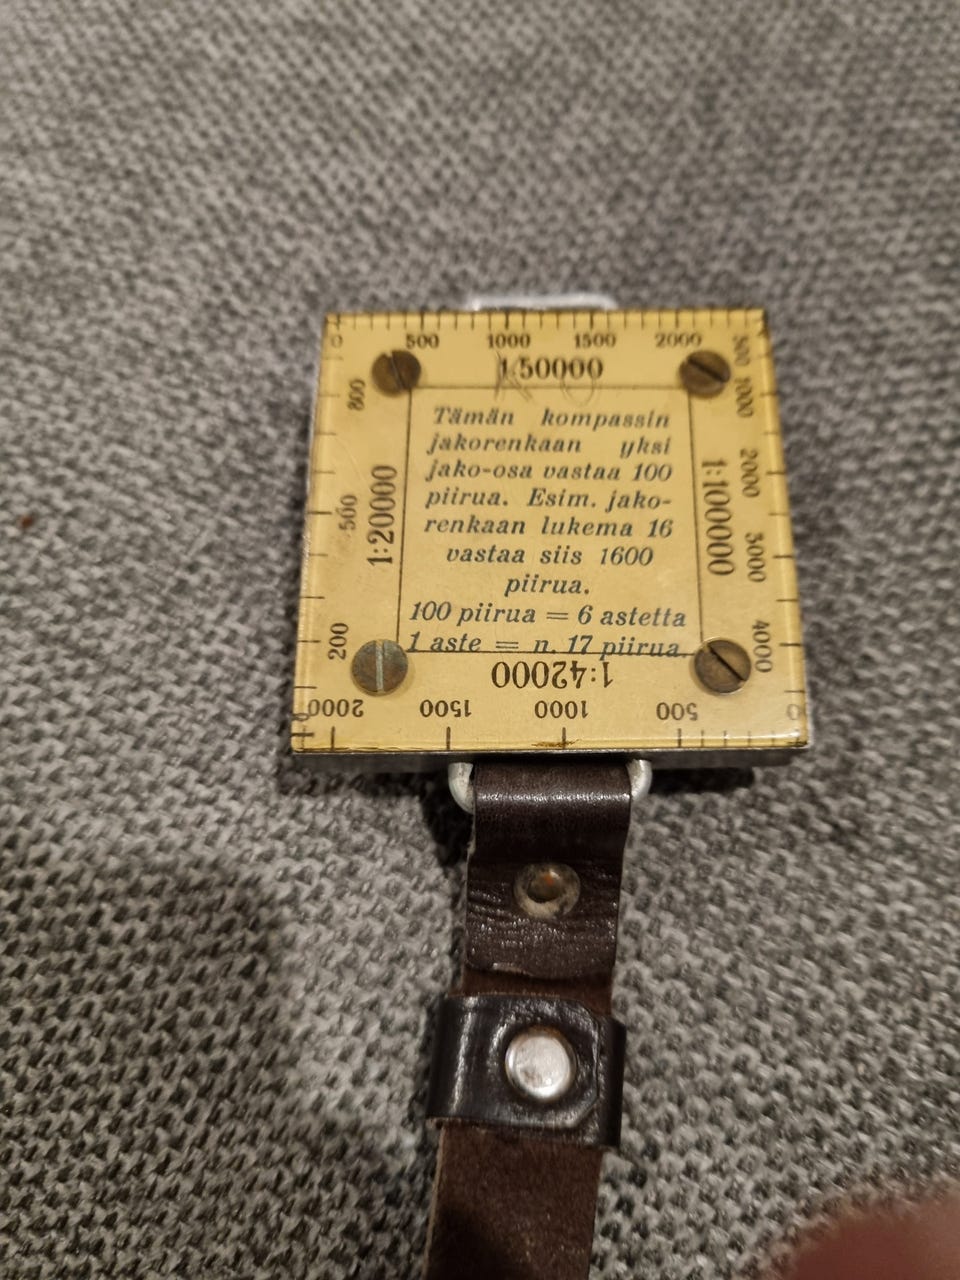 0 500 1000 1500 2000
1:50000
500 1000 2000 3000 4000
1:100000
Tämän kompassin
jakorenkaan yksi
jako-osa vastaa 100
piirua. Esim. jako-
renkaan lukema 16
vastaa siis 1600
piirua.
100 piirua = 6 astetta
1 aste = n. 17 piirua.
800 500 200
1:20000
1:42000
2000 1500 1000 500 0